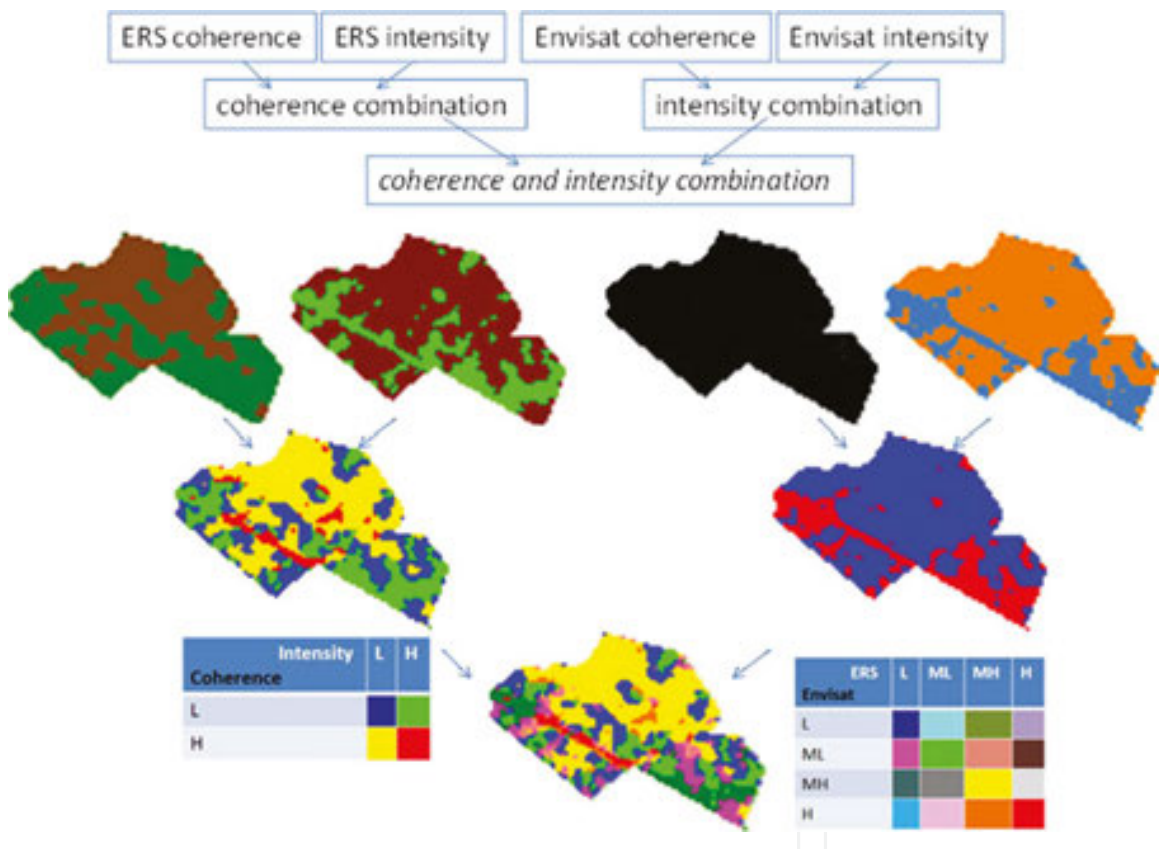 ERS coherence
ERS intensity
Envisat coherence
Envisat intensity
coherence combination
intensity combination
coherence and intensity combination
Intensity L H
Coherence
L
H
ERS L ML MH H
Envisat
L
ML
MH
H